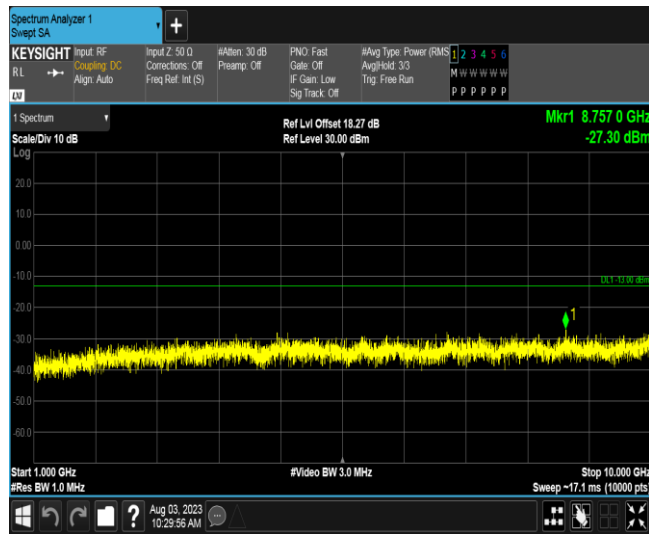 Spectrum Analyzer 1
Swept SA
+
KEYSIGHT
RL
LXI
Input: RF
Coupling: DC
Align: Auto
Input Z: 50 Ω
Corrections: Off
Freq Ref: Int (S)
#Atten: 30 dB
Preamp: Off
PNO: Fast
Gate: Off
IF Gain: Low
Sig Track: Off
#Avg Type: Power (RMS
Avg|Hold: 3/3
Trig: Free Run
1 2 3 4 5 6
M W W W W W
P P P P P P
1 Spectrum
Scale/Div 10 dB
Log
Ref Lvl Offset 18.27 dB
Ref Level 30.00 dBm
Mkr1 8.757 0 GHz
-27.30 dBm
20.0
10.0
0.00
-10.0
DL1 -13.00 dBm
-20.0
1
-30.0
-40.0
-50.0
-60.0
Start 1.000 GHz
#Video BW 3.0 MHz
Stop 10.000 GHz
#Res BW 1.0 MHz
Sweep ~17.1 ms (10000 pts)
?
Aug 03, 2023
10:29:56 AM